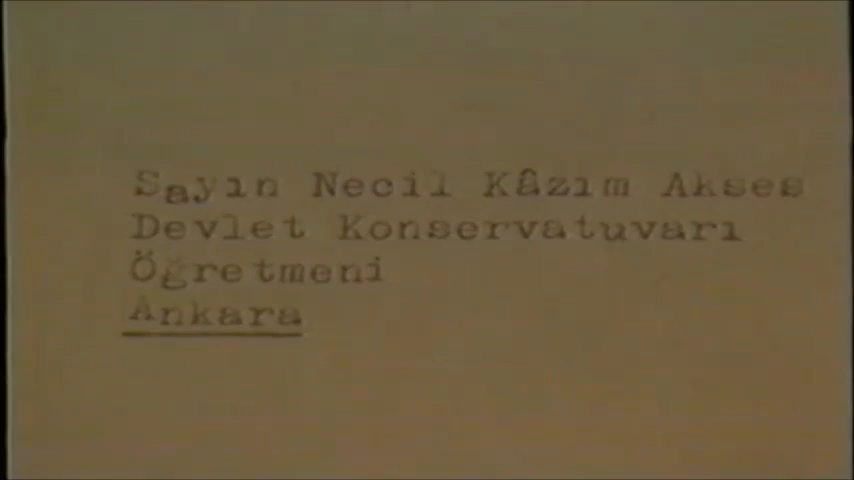 Sayın Necil Kâzım Akses
Devlet Konservatuvarı
Öğretmeni
Ankara